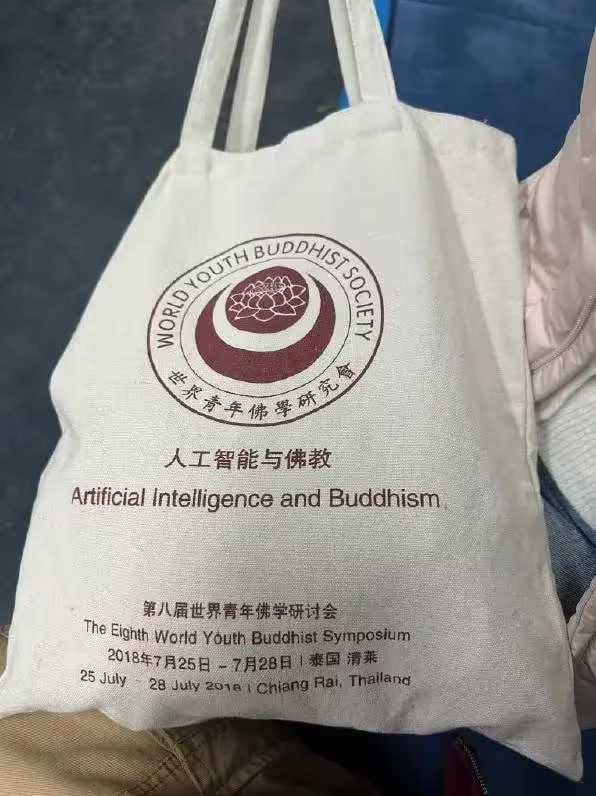 WORLD YOUTH BUDDHIST SOCIETY
世界青年佛學研究會
人工智能与佛教
Artificial Intelligence and Buddhism
第八届世界青年佛学研讨会
The Eighth World Youth Buddhist Symposium
2018年7月25日 - 7月28日 | 泰国 清莱
25 July - 28 July 2018 | Chiang Rai, Thailand